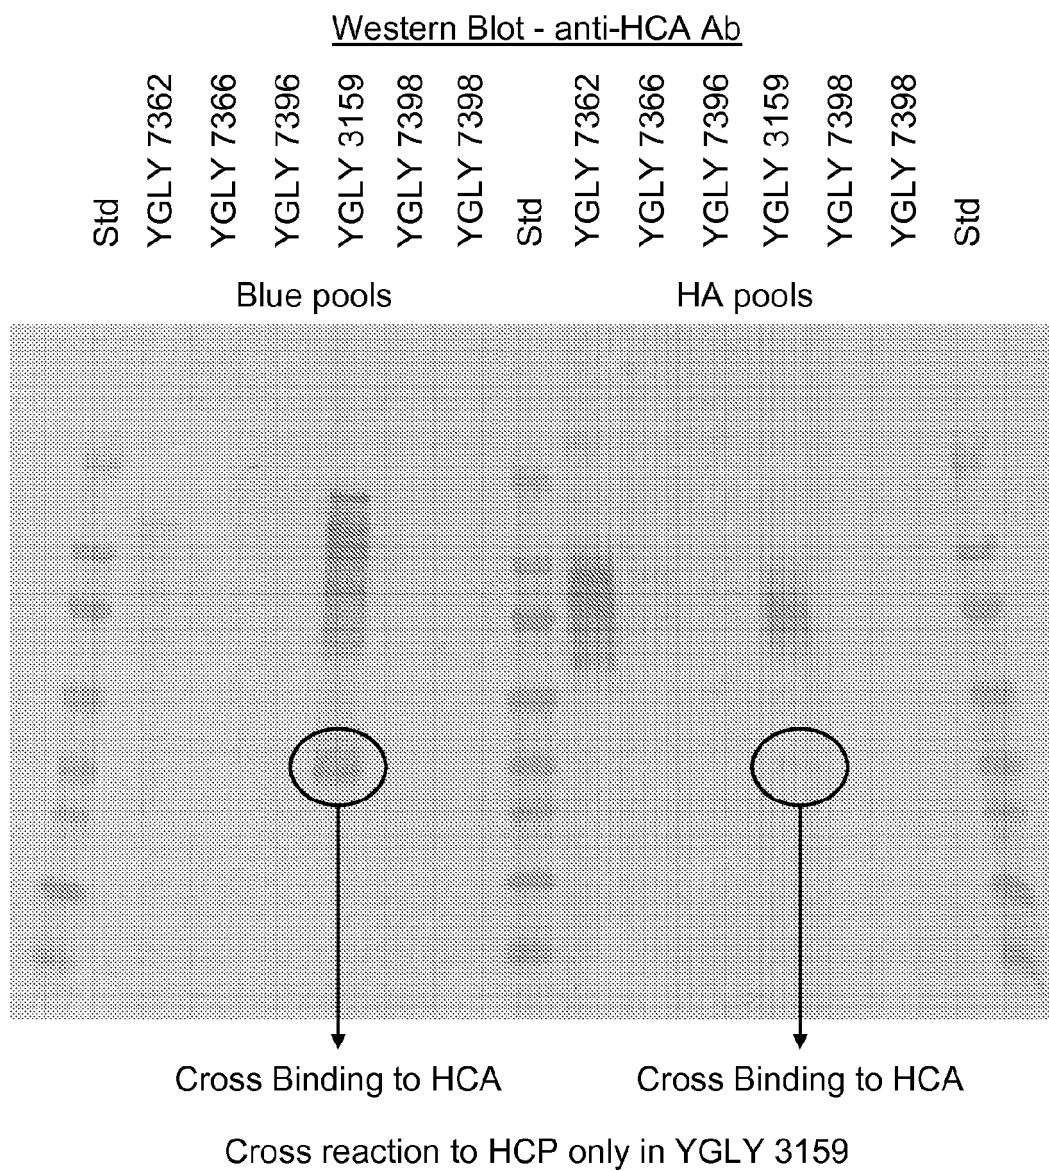 Western Blot - anti-HCA Ab
Std
YGLY 7362
YGLY 7366
YGLY 7396
YGLY 3159
YGLY 7398
YGLY 7398
Std
YGLY 7362
YGLY 7366
YGLY 7396
YGLY 3159
YGLY 7398
YGLY 7398
Std
Blue pools
HA pools
Cross Binding to HCA
Cross Binding to HCA
Cross reaction to HCP only in YGLY 3159